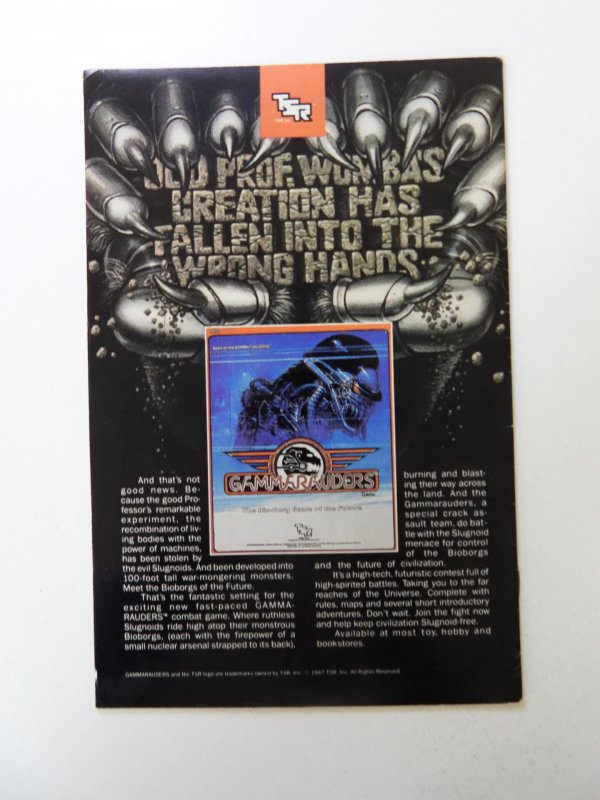 TSR
TSR, Inc.
OLD PROF. WOMBAS'
CREATION HAS
FALLEN INTO THE
WRONG HANDS.
GAMMARAUDERS™
Game
The Bio-Borg Game of the Future
TSR
And that's not
good news. Be-
cause the good Pro-
fessor's remarkable
experiment, the
recombination of liv-
ing bodies with the
power of machines,
has been stolen by
the evil Slugnoids. And been developed into
100-foot tall war-mongering monsters.
Meet the Bioborgs of the Future.
That's the fantastic setting for the
exciting new fast-paced GAMMA-
RAUDERS™ combat game. Where ruthless
Slugnoids ride high atop their monstrous
Bioborgs, (each with the firepower of a
small nuclear arsenal strapped to its back),
burning and blast-
ing their way across
the land. And the
Gammarauders, a
special crack as-
sault team, do bat-
tle with the Slugnoid
menace for control
of the Bioborgs
and the future of civilization.
It's a high-tech, futuristic contest full of
high-spirited battles. Taking you to the far
reaches of the Universe. Complete with
rules, maps and several short introductory
adventures. Don't wait. Join the fight now
and help keep civilization Slugnoid-free.
Available at most toy, hobby and
bookstores.
GAMMARAUDERS and the TSR logo are trademarks owned by TSR, Inc. © 1987 TSR, Inc. All Rights Reserved.